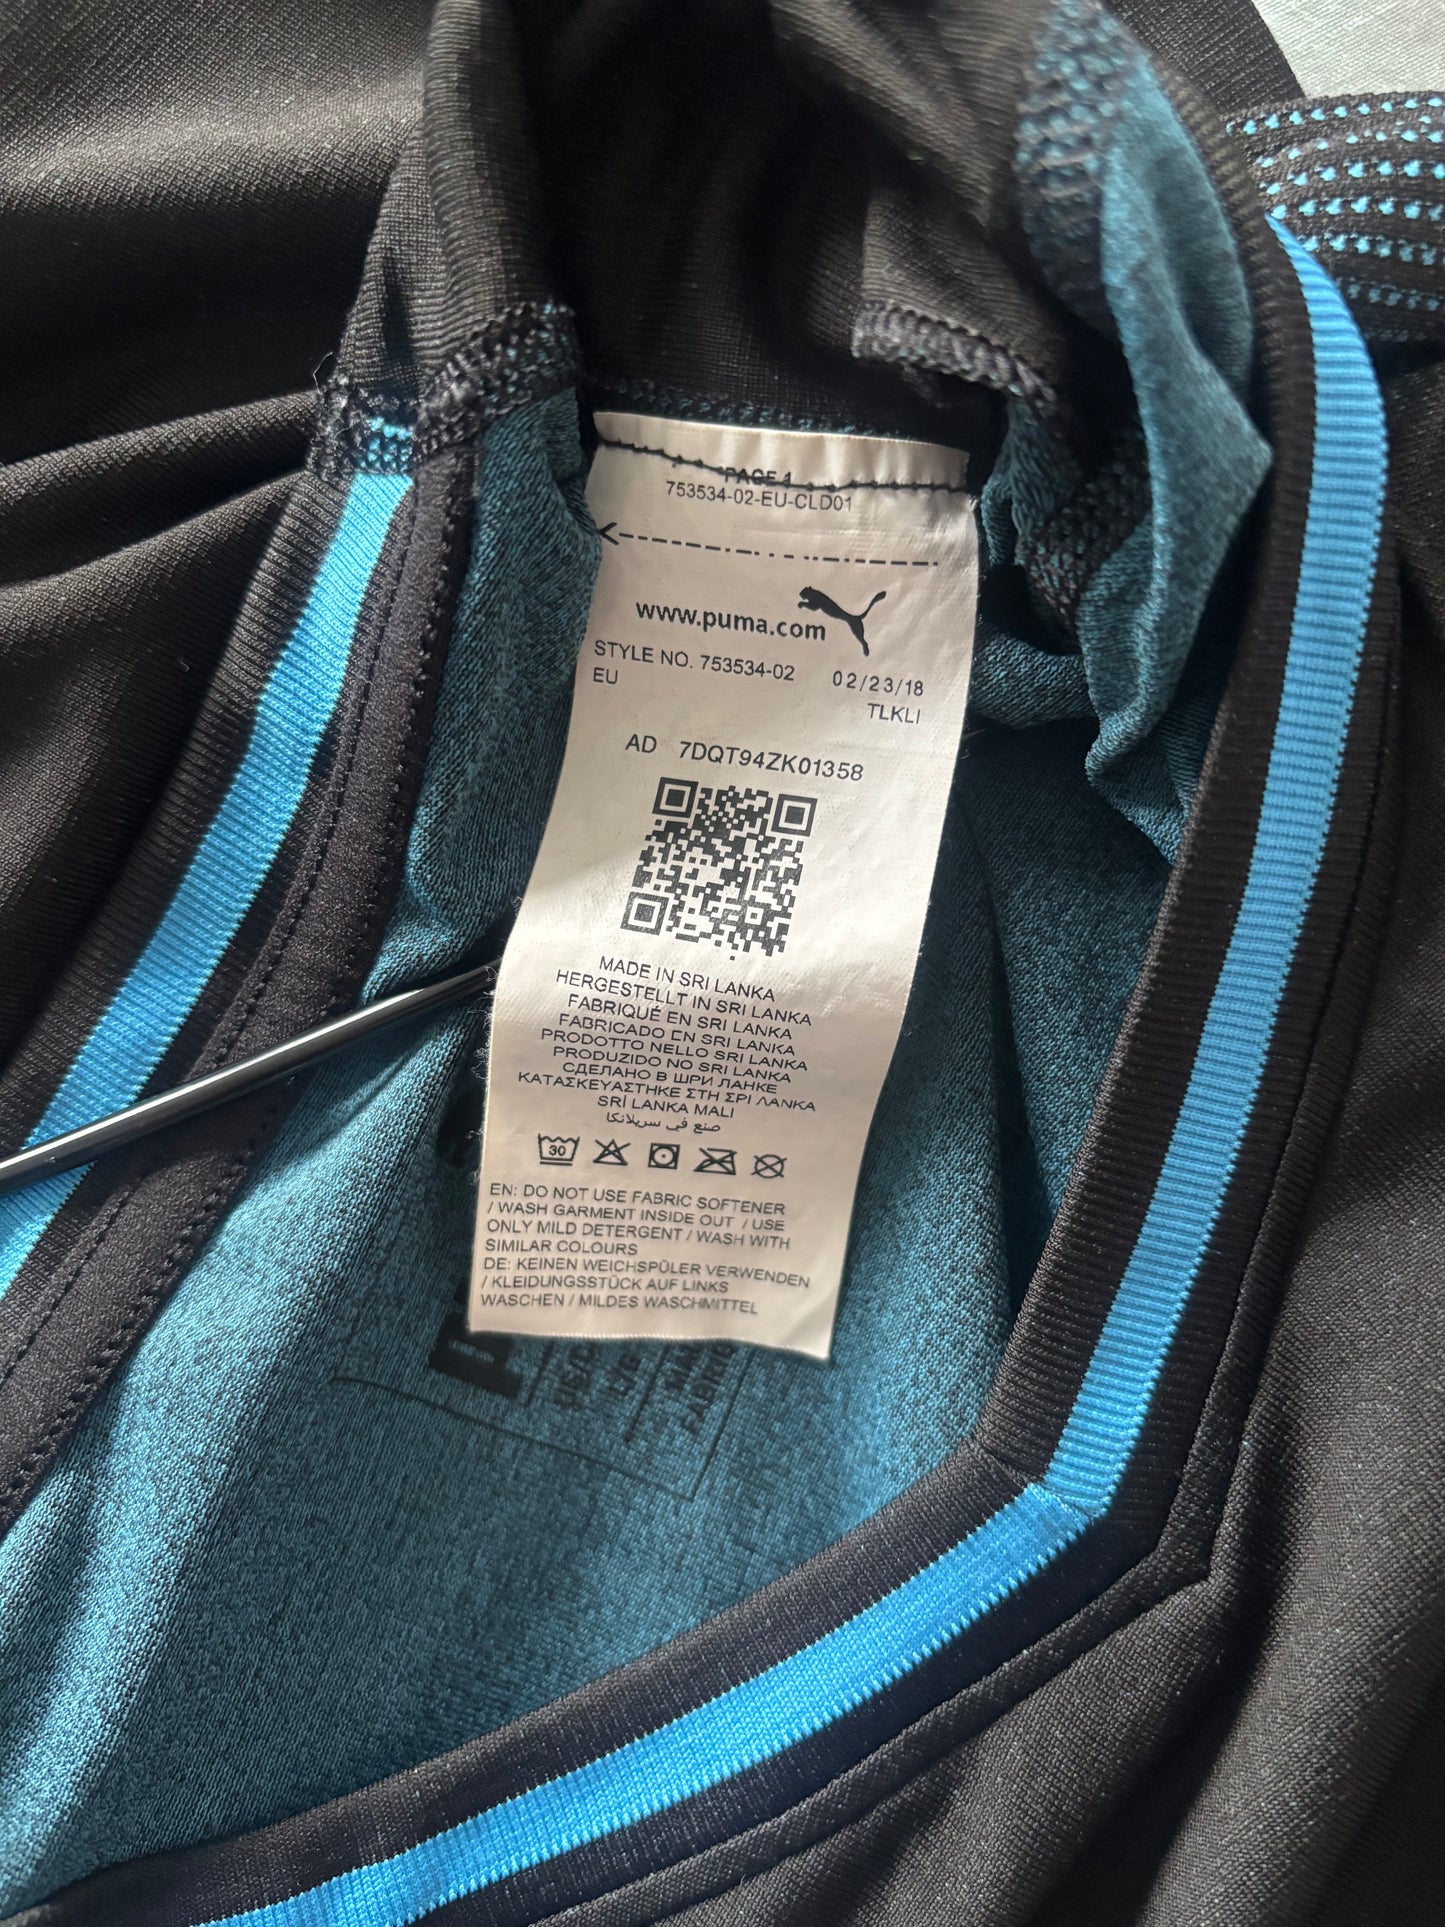 PAGE 1
753534-02-EU-CLD01
www.puma.com
STYLE NO. 753534-02 02/23/18
EU TLKLI
AD 7DQT94ZK01358
MADE IN SRI LANKA
HERGESTELLT IN SRI LANKA
FABRIQUÉ EN SRI LANKA
FABRICADO EN SRI LANKA
PRODOTTO NELLO SRI LANKA
PRODUZIDO NO SRI LANKA
СДЕЛАНО В ШРИ ЛАНКЕ
ΚΑΤΑΣΚΕΥΑΣΤΗΚΕ ΣΤΗ ΣΡΙ ΛΑΝΚΑ
SRİ LANKA MALI
صنع في سريلانكا
30
EN: DO NOT USE FABRIC SOFTENER
/ WASH GARMENT INSIDE OUT / USE
ONLY MILD DETERGENT / WASH WITH
SIMILAR COLOURS
DE: KEINEN WEICHSPÜLER VERWENDEN
/ KLEIDUNGSSTÜCK AUF LINKS
WASCHEN / MILDES WASCHMITTEL